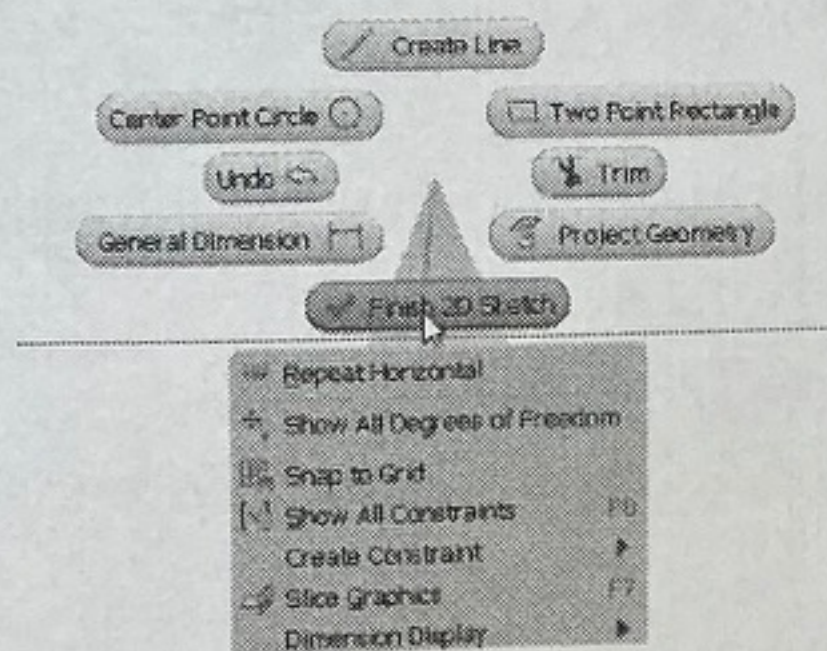 Create Line
Center Point Circle
Two Point Rectangle
Undo
Trim
General Dimension
Project Geometry
Finish 2D Sketch
Repeat Horizontal
Show All Degrees of Freedom
Snap to Grid
Show All Constraints F8
Create Constraint
Slice Graphics F7
Dimension Display